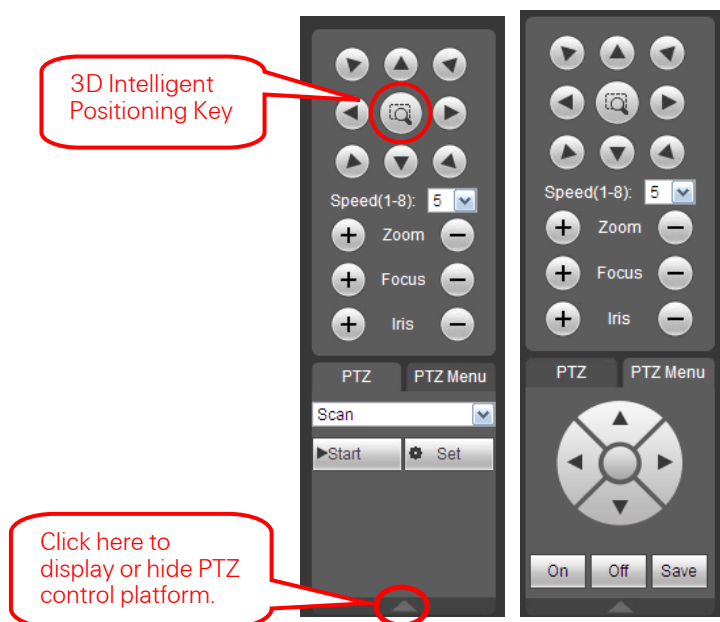 3D Intelligent
Positioning Key
Speed(1-8): 5
Zoom
Focus
Iris
PTZ PTZ Menu
Scan
Start Set
Click here to
display or hide PTZ
control platform.
Speed(1-8): 5
Zoom
Focus
Iris
PTZ PTZ Menu
On Off Save